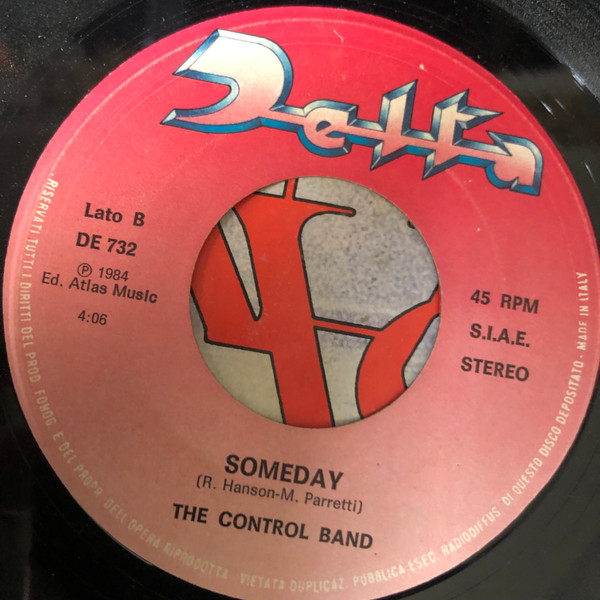 Delta
Lato B
DE 732
℗ 1984
Ed. Atlas Music
4:06
45 RPM
S.I.A.E.
STEREO
SOMEDAY
(R. Hanson-M. Parretti)
THE CONTROL BAND
RISERVATI TUTTI I DIRITTI DEL PROD. FONOG. E DEL PROPR. DELL'OPERA RIPRODOTTA. VIETATA DUPLICAZ. PUBBLICA ESEC. RADIODIFFUS. DI QUESTO DISCO DEPOSITATO - MADE IN ITALY